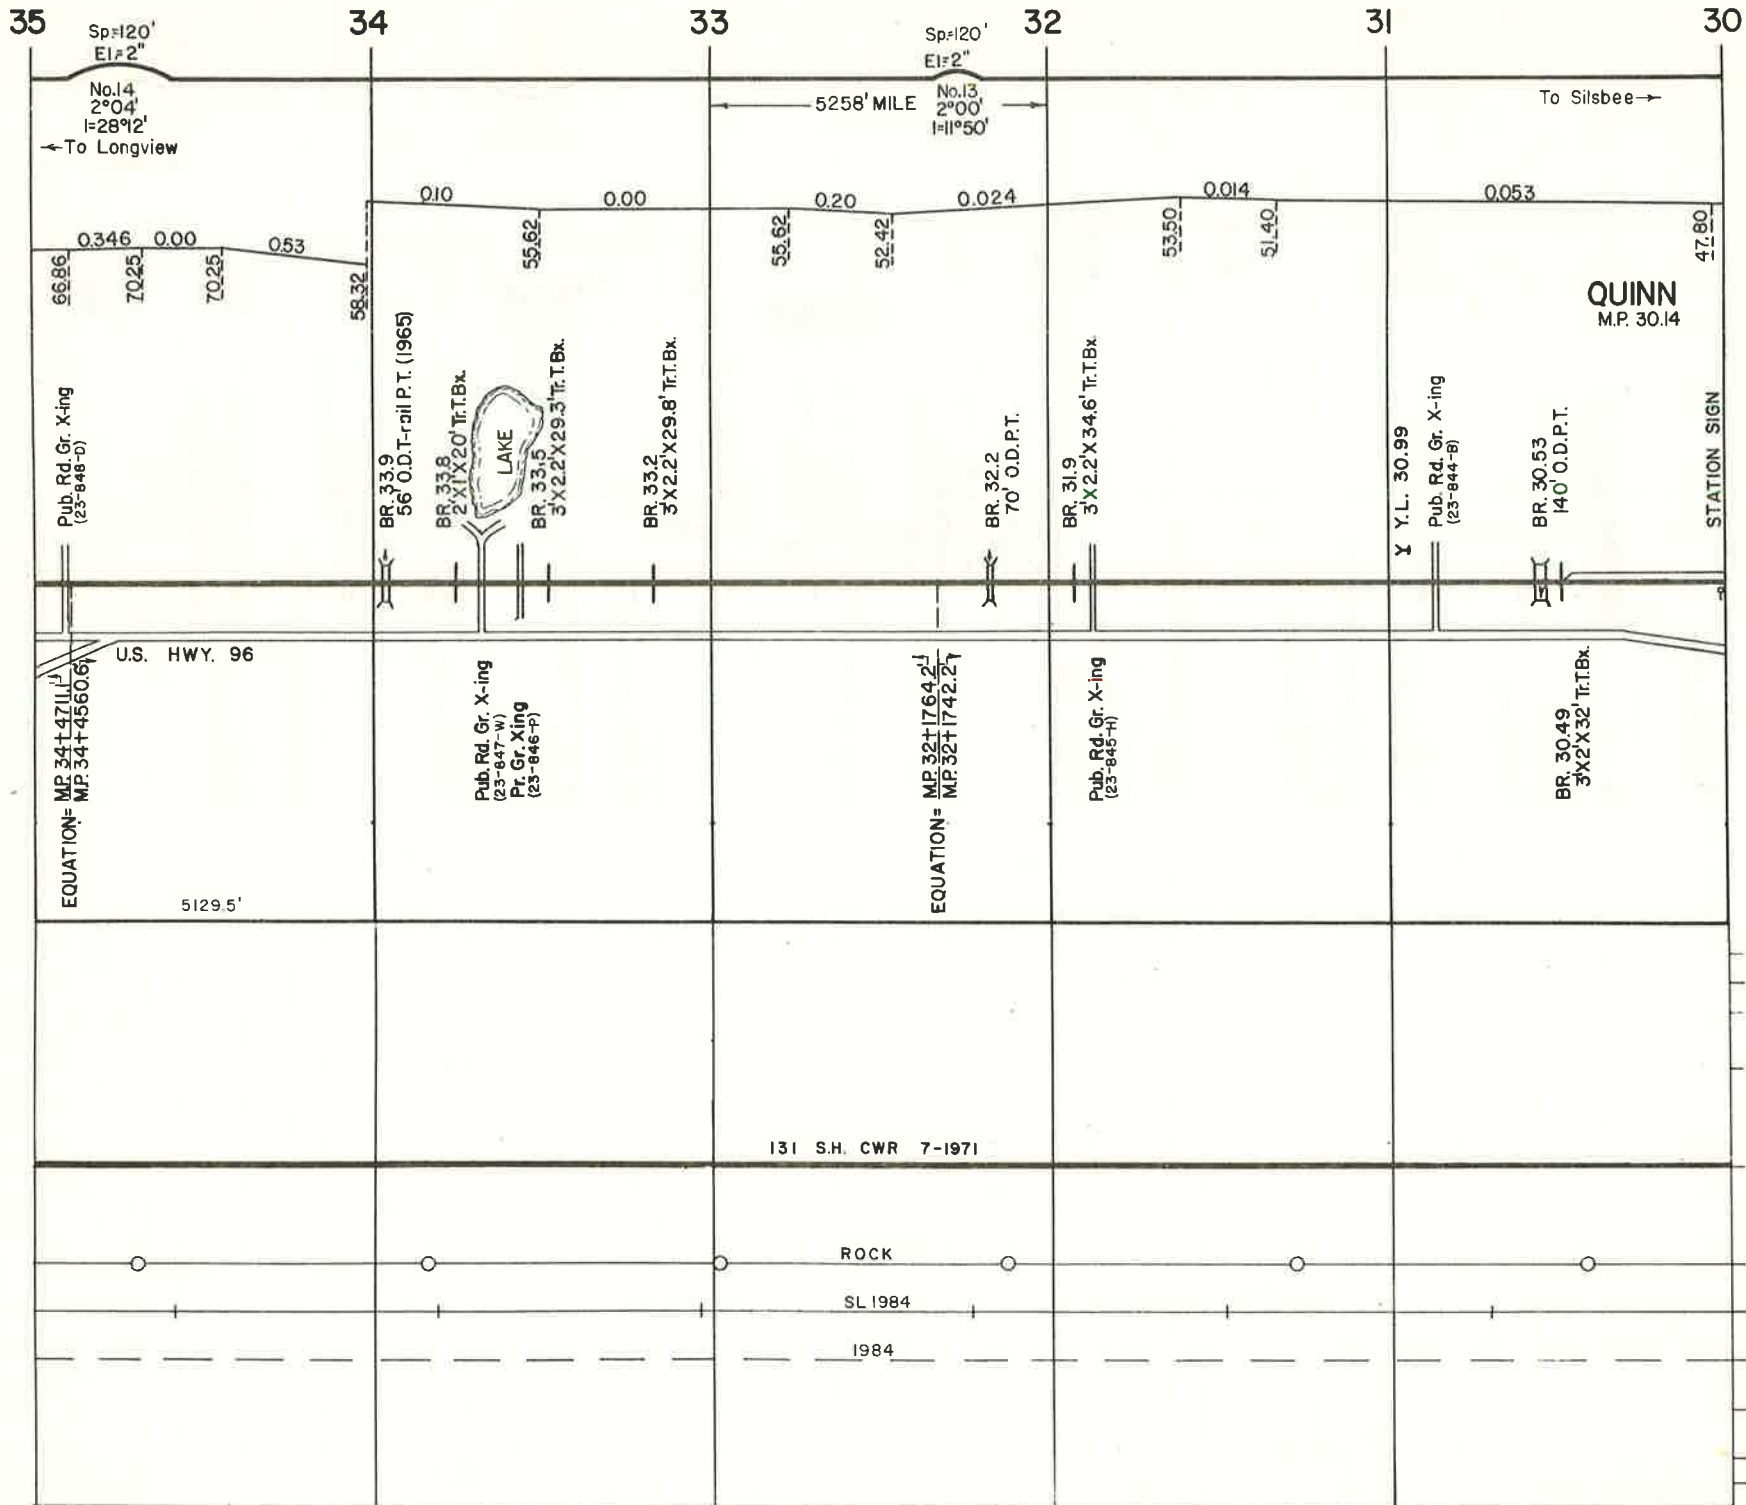 35 34 33 32 31 30
Sp=120'
El=2"
No.14
2°04'
I=28°12'
←To Longview
Sp=120'
El=2"
No.13
2°00'
I=11°50'
5258' MILE
To Silsbee→
0.346 0.00 0.53 0.10 0.00 0.20 0.024 0.014 0.053
66.86
70.25
70.25
58.32
55.62
55.62
52.42
53.50
51.40
47.80
QUINN
M.P. 30.14
Pub. Rd. Gr. X-ing
(23-848-D)
BR. 33.9
56' O.D.T-rail P.T. (1965)
BR. 33.8
2'X1'X20' Tr.T.Bx.
LAKE
BR. 33.5
3'X2.2'X29.3' Tr.T.Bx.
BR. 33.2
3'X2.2'X29.8' Tr.T.Bx.
BR. 32.2
70' O.D.P.T.
BR. 31.9
3'X2.2'X34.6' Tr.T.Bx.
Y Y.L. 30.99
Pub. Rd. Gr. X-ing
(23-844-B)
BR. 30.53
140' O.D.P.T.
STATION SIGN
U.S. HWY. 96
EQUATION= M.P. 34+4711.1'
M.P. 34+4560.6'
Pub. Rd. Gr. X-ing
(23-847-W)
Pr. Gr. Xing
(23-846-P)
EQUATION= M.P. 32+1764.2'
M.P. 32+1742.2'
Pub. Rd. Gr. X-ing
(23-845-H)
BR. 30.49
3'X2'X32' Tr.T.Bx.
5129.5'
131 S.H. CWR 7-1971
ROCK
SL 1984
1984